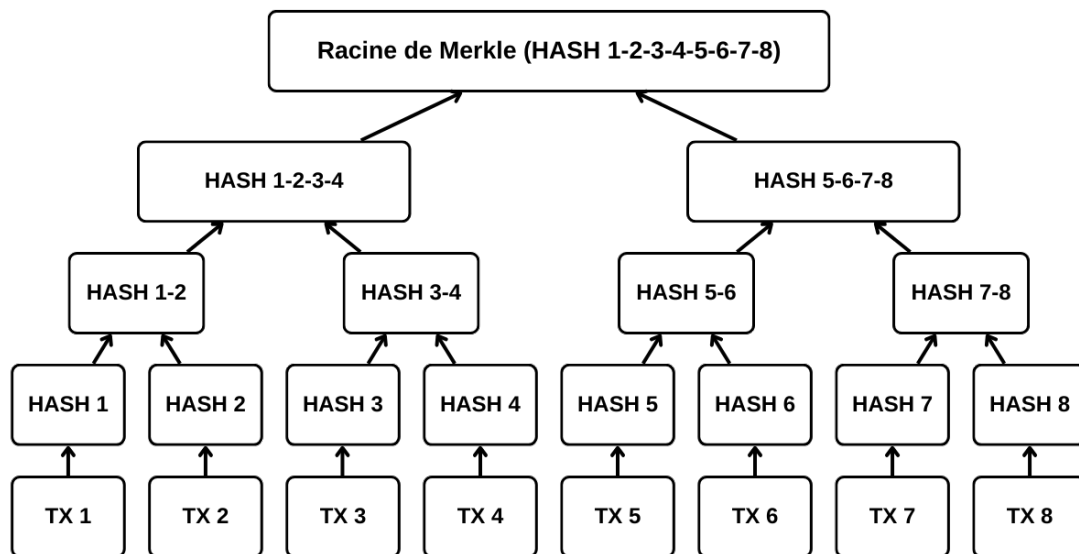 Racine de Merkle (HASH 1-2-3-4-5-6-7-8)
HASH 1-2-3-4
HASH 5-6-7-8
HASH 1-2
HASH 3-4
HASH 5-6
HASH 7-8
HASH 1
HASH 2
HASH 3
HASH 4
HASH 5
HASH 6
HASH 7
HASH 8
TX 1
TX 2
TX 3
TX 4
TX 5
TX 6
TX 7
TX 8